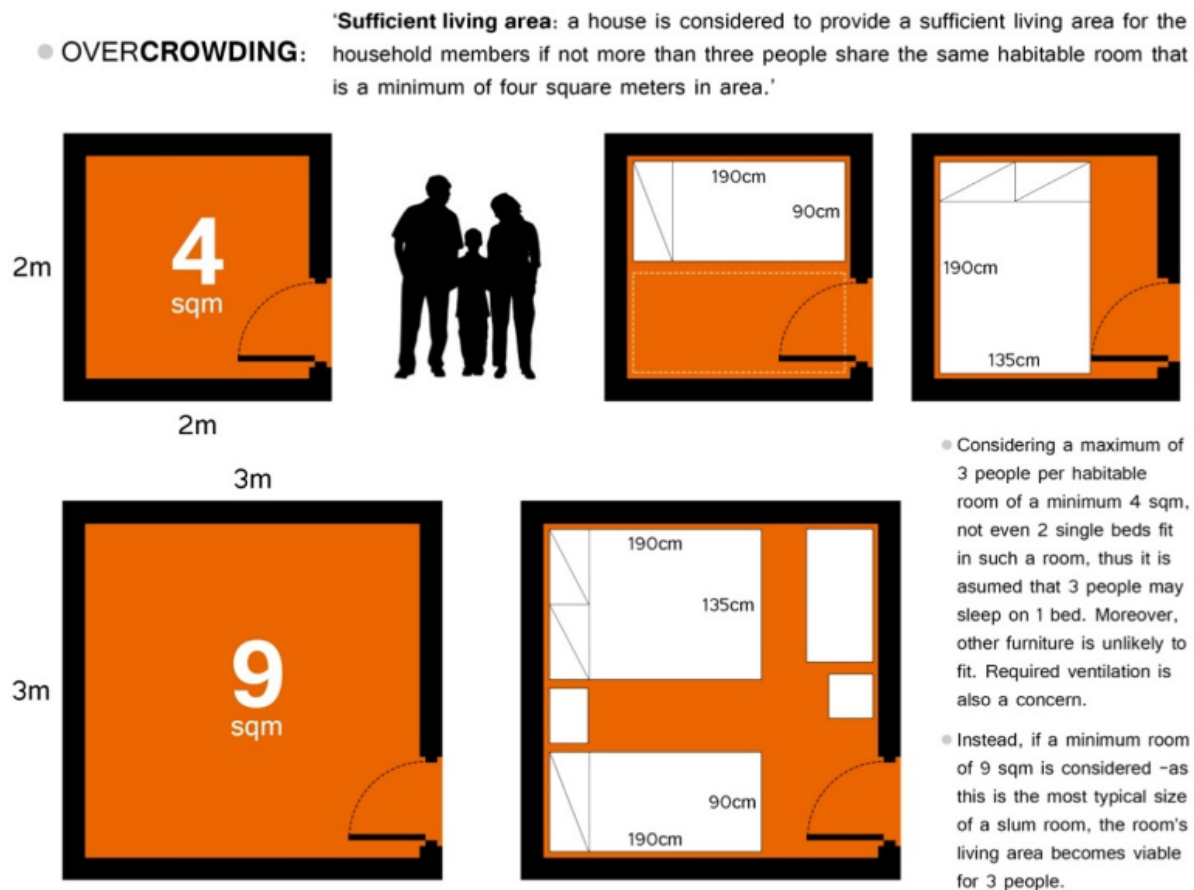 'Sufficient living area: a house is considered to provide a sufficient living area for the
OVERCROWDING: household members if not more than three people share the same habitable room that
is a minimum of four square meters in area.'
4
sqm
2m
2m
190cm
90cm
190cm
135cm
3m
9
sqm
3m
190cm
135cm
90cm
190cm
Considering a maximum of
3 people per habitable
room of a minimum 4 sqm,
not even 2 single beds fit
in such a room, thus it is
asumed that 3 people may
sleep on 1 bed. Moreover,
other furniture is unlikely to
fit. Required ventilation is
also a concern.
Instead, if a minimum room
of 9 sqm is considered -as
this is the most typical size
of a slum room, the room's
living area becomes viable
for 3 people.